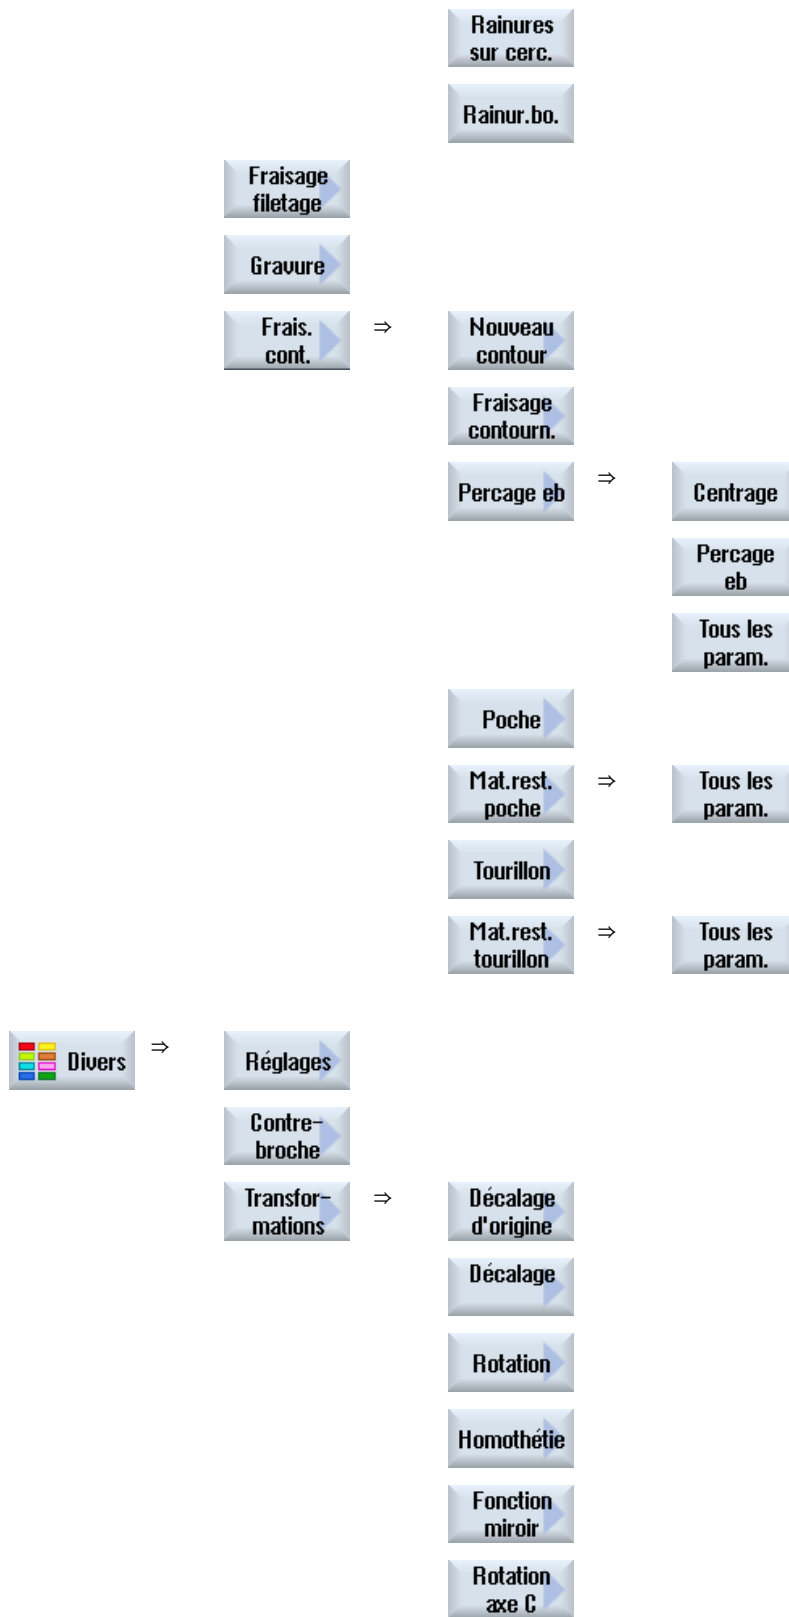 Rainures
sur cerc.
Rainur.bo.
Fraisage
filetage
Gravure
Frais.
cont.
⇒
Nouveau
contour
Fraisage
contourn.
Percage eb
⇒
Centrage
Percage
eb
Tous les
param.
Poche
Mat.rest.
poche
⇒
Tous les
param.
Tourillon
Mat.rest.
tourillon
⇒
Tous les
param.
Divers
⇒
Réglages
Contre-
broche
Transfor-
mations
⇒
Décalage
d'origine
Décalage
Rotation
Homothétie
Fonction
miroir
Rotation
axe C